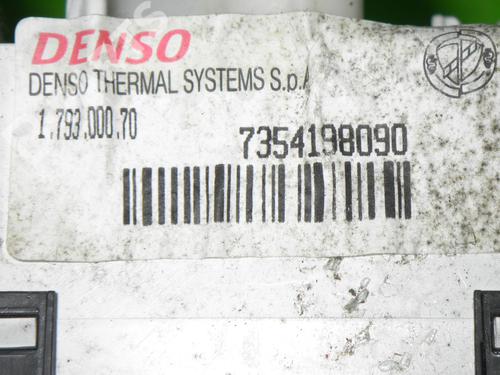 DENSO
DENSO THERMAL SYSTEMS S.p.A
1.793.000.70
7354198090